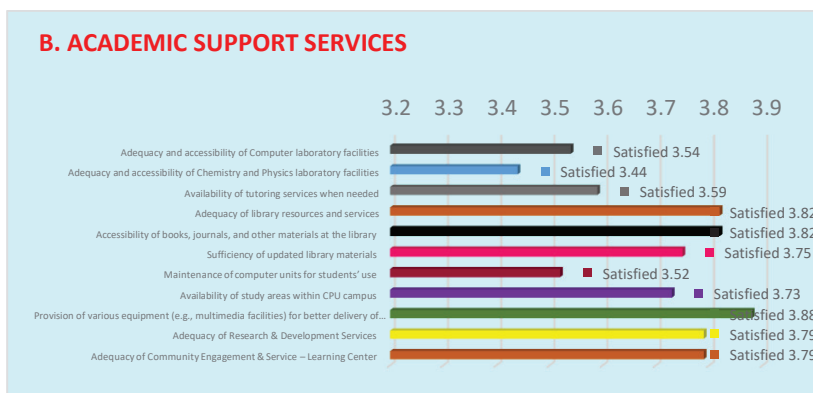 B. ACADEMIC SUPPORT SERVICES
3.2 3.3 3.4 3.5 3.6 3.7 3.8 3.9
Adequacy and accessibility of Computer laboratory facilities Satisfied 3.54
Adequacy and accessibility of Chemistry and Physics laboratory facilities Satisfied 3.44
Availability of tutoring services when needed Satisfied 3.59
Adequacy of library resources and services Satisfied 3.82
Accessibility of books, journals, and other materials at the library Satisfied 3.82
Sufficiency of updated library materials Satisfied 3.75
Maintenance of computer units for students' use Satisfied 3.52
Availability of study areas within CPU campus Satisfied 3.73
Provision of various equipment (e.g., multimedia facilities) for better delivery of... Satisfied 3.88
Adequacy of Research & Development Services Satisfied 3.79
Adequacy of Community Engagement & Service – Learning Center Satisfied 3.79